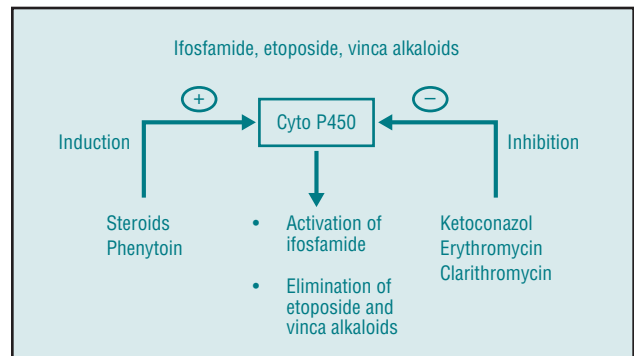 Ifosfamide, etoposide, vinca alkaloids
+
−
Cyto P450
Induction
Inhibition
Steroids
Phenytoin
• Activation of
ifosfamide
• Elimination of
etoposide and
vinca alkaloids
Ketoconazol
Erythromycin
Clarithromycin